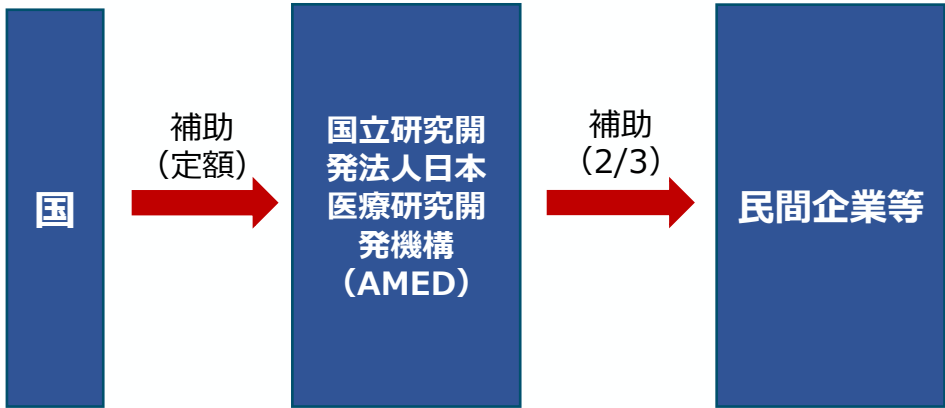 国
補助
（定額）
国立研究開
発法人日本
医療研究開
発機構
（AMED）
補助
（2/3）
民間企業等